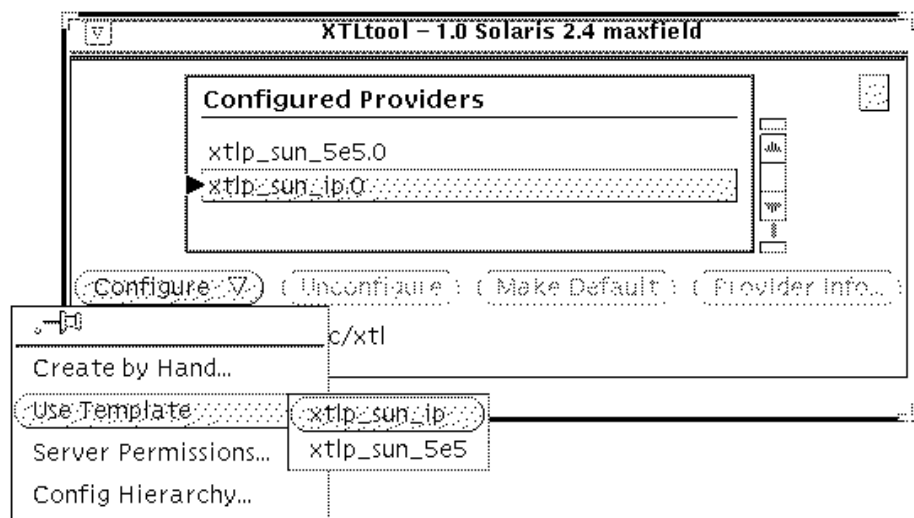 XTLtool – 1.0 Solaris 2.4 maxfield
Configured Providers
xtlp_sun_5e5.0
xtlp_sun_ip.0
Configure Unconfigure Make Default Provider Info...
c/xtl
Create by Hand...
Use Template
xtlp_sun_ip
Server Permissions...
xtlp_sun_5e5
Config Hierarchy...